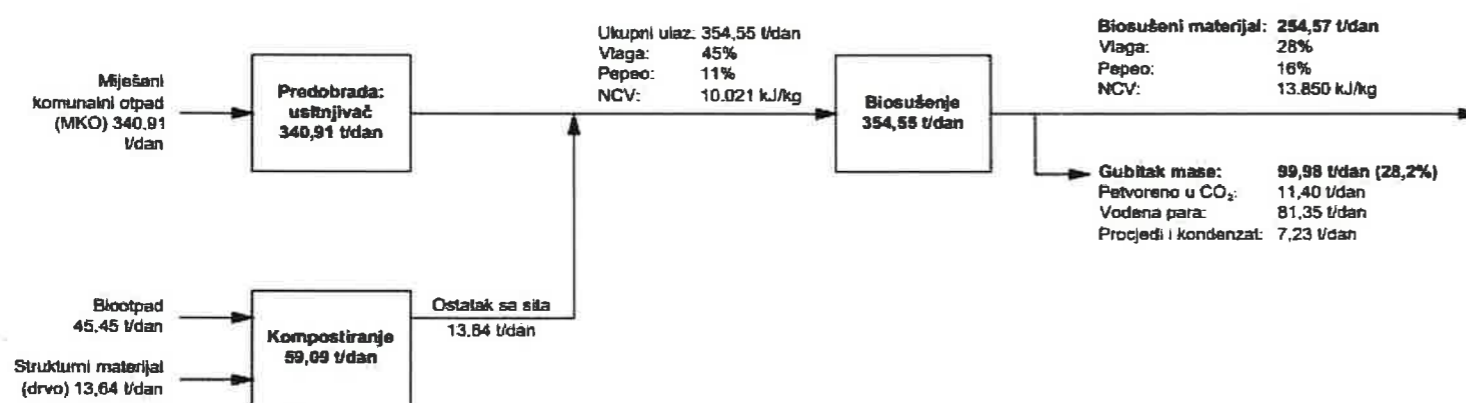 Miješani
komunalni otpad
(MKO) 340,91
t/dan
Predobrada:
usitnjivač
340,91 t/dan
Ukupni ulaz: 354,55 t/dan
Vlaga: 45%
Pepeo: 11%
NCV: 10.021 kJ/kg
Biosušenje
354,55 t/dan
Biosušeni materijal: 254,57 t/dan
Vlaga: 28%
Pepeo: 16%
NCV: 13.850 kJ/kg
Gubitak mase: 99,98 t/dan (28,2%)
Petvoreno u CO₂: 11,40 t/dan
Vodena para: 81,35 t/dan
Procjedi i kondenzat: 7,23 t/dan
Biootpad
45,45 t/dan
Strukturni materijal
(drvo) 13,64 t/dan
Kompostiranje
59,09 t/dan
Ostatak sa sita
13,64 t/dan